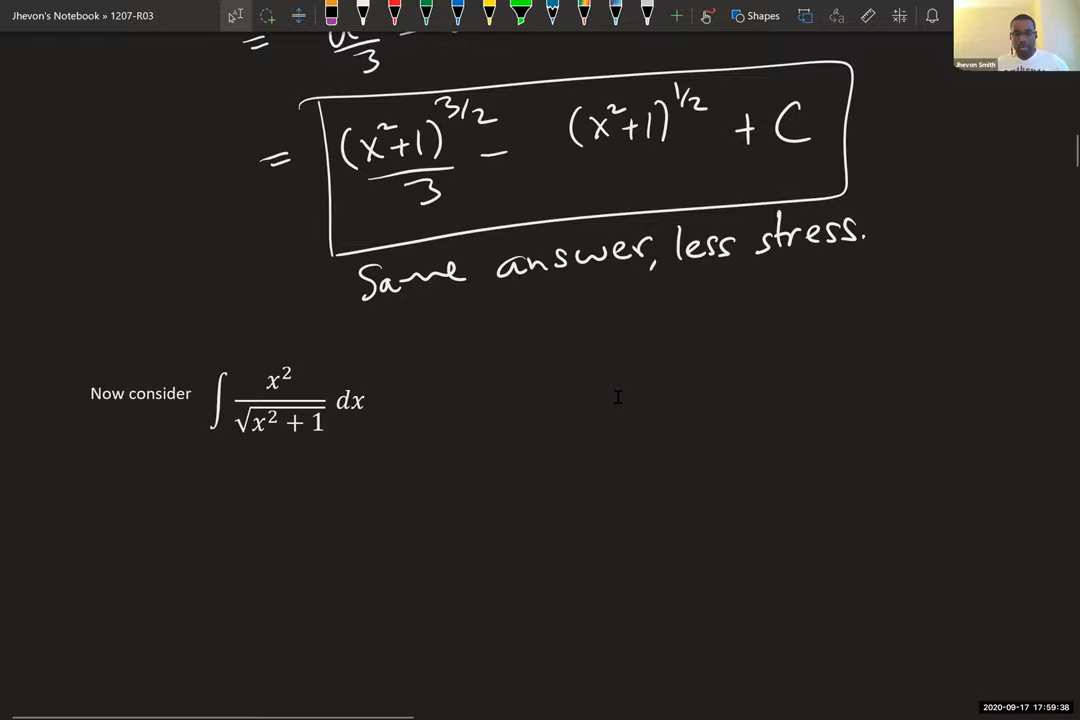 Jhevon's Notebook » 1207-R03
Shapes
Jhevon Smith
= 3
= (x²+1)^{3/2}/3 − (x²+1)^{1/2} + C
Same answer, less stress.
Now consider ∫ x²/√(x² + 1) dx
2020-09-17 17:59:38